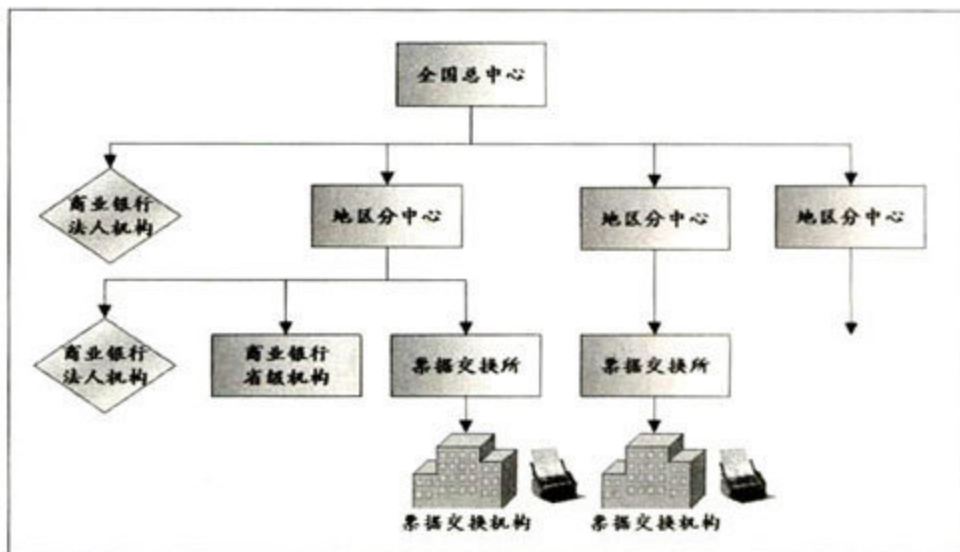 全国总中心
商业银行
法人机构
地区分中心
地区分中心
地区分中心
商业银行
法人机构
商业银行
省级机构
票据交换所
票据交换所
票据交换机构
票据交换机构